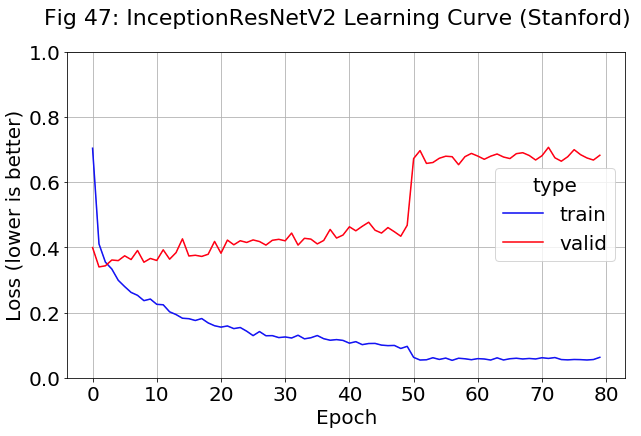 Fig 47: InceptionResNetV2 Learning Curve (Stanford)
1.0
0.8
0.6
0.4
0.2
0.0
Loss (lower is better)
type
train
valid
0 10 20 30 40 50 60 70 80
Epoch